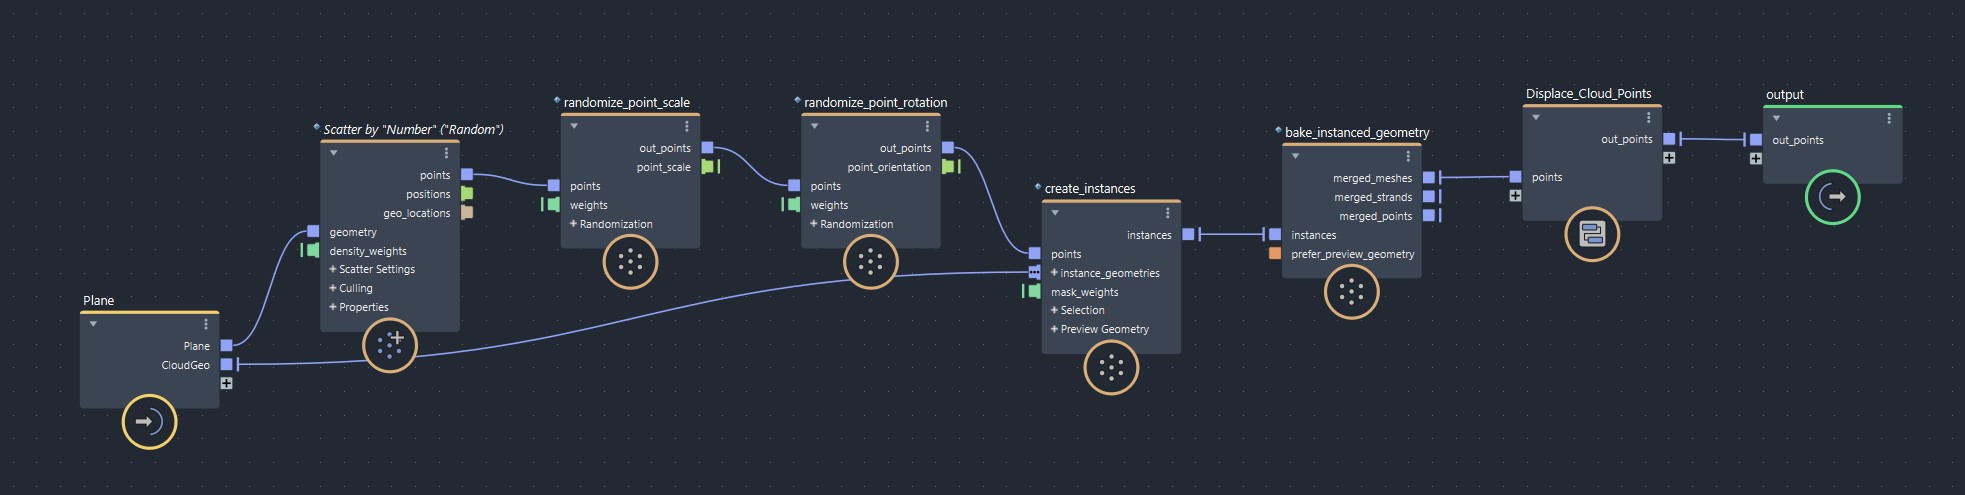 Plane
Plane
CloudGeo
Scatter by "Number" ("Random")
points
positions
geo_locations
geometry
density_weights
Scatter Settings
Culling
Properties
randomize_point_scale
out_points
point_scale
points
weights
Randomization
randomize_point_rotation
out_points
point_orientation
points
weights
Randomization
create_instances
instances
points
instance_geometries
mask_weights
Selection
Preview Geometry
bake_instanced_geometry
merged_meshes
merged_strands
merged_points
instances
prefer_preview_geometry
Displace_Cloud_Points
out_points
points
output
out_points